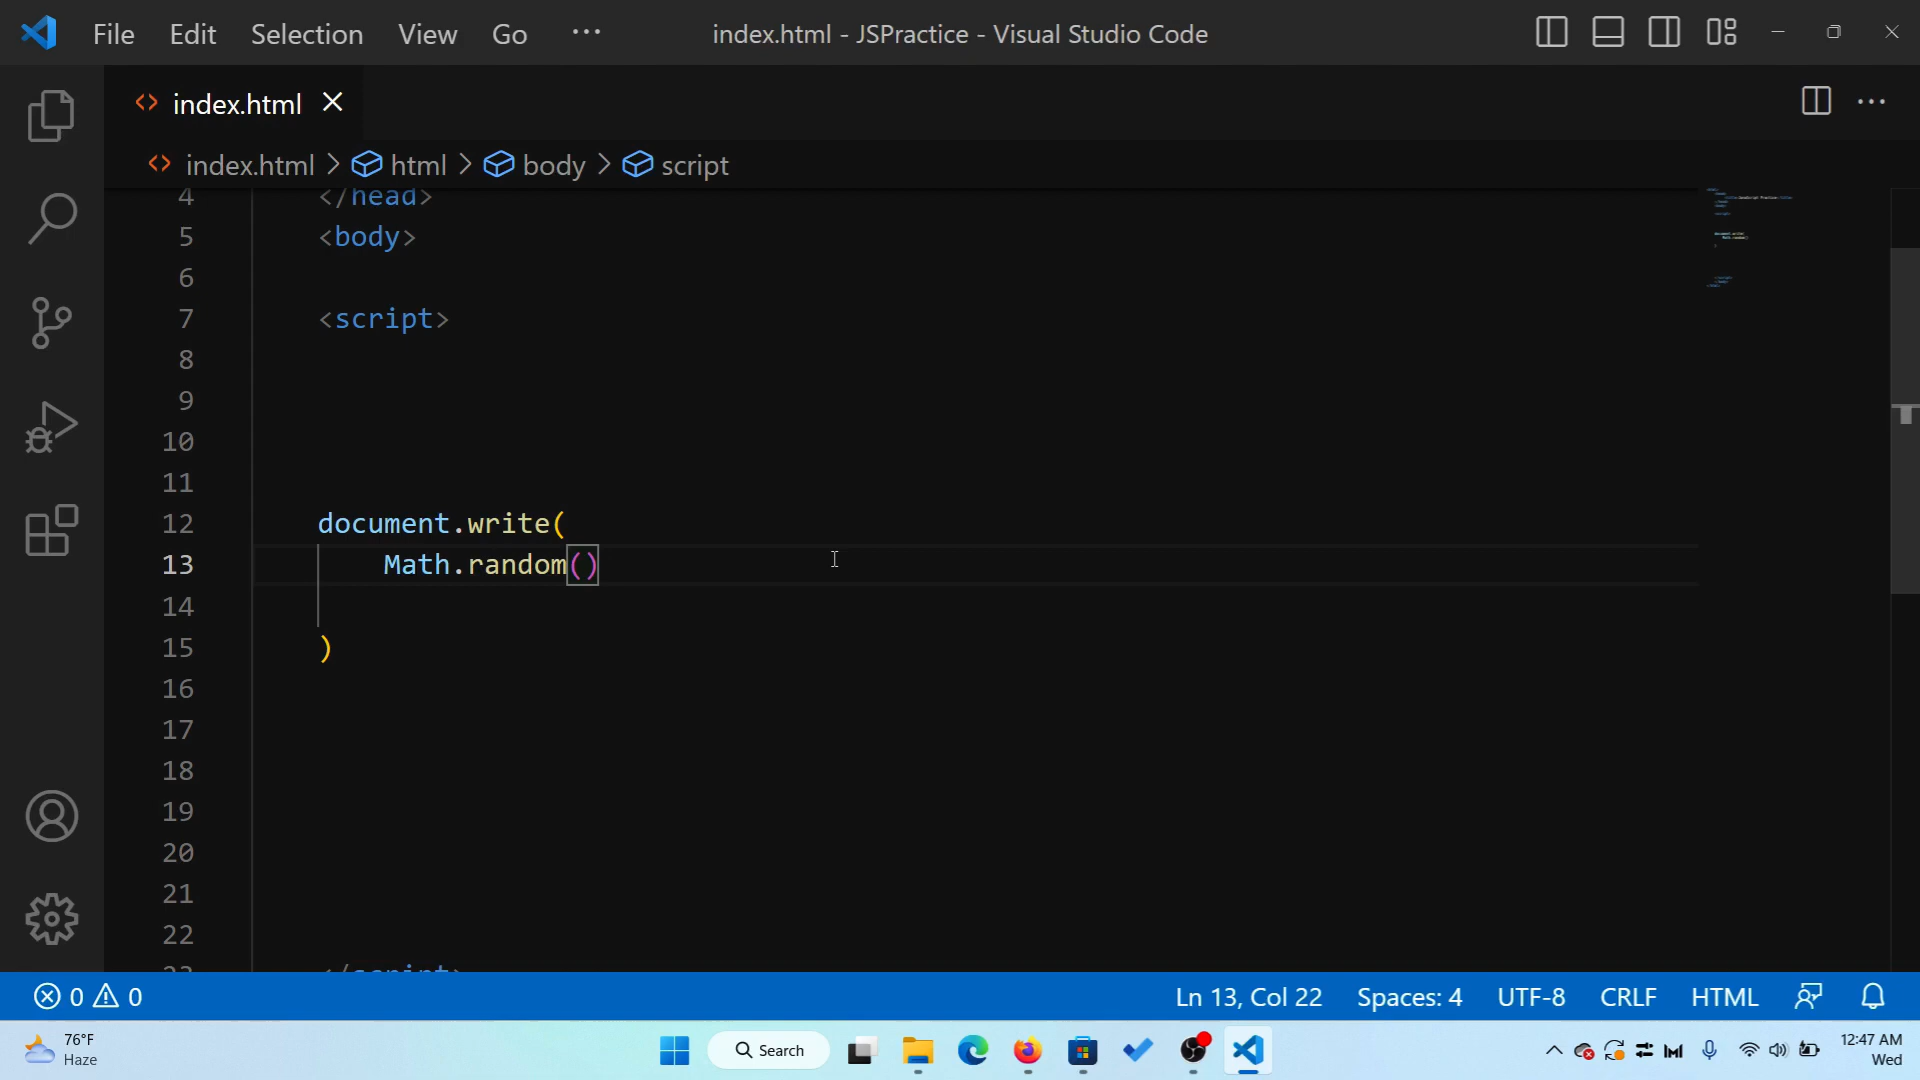 File Edit Selection View Go ··· index.html - JSPractice - Visual Studio Code
index.html
index.html > html > body > script
4 </head>
5 <body>
6
7 <script>
8
9
10
11
12 document.write(
13 Math.random()
14
15 )
16
17
18
19
20
21
22
23 </script>
0 0 Ln 13, Col 22 Spaces: 4 UTF-8 CRLF HTML
76°F
Haze
Search
12:47 AM
Wed